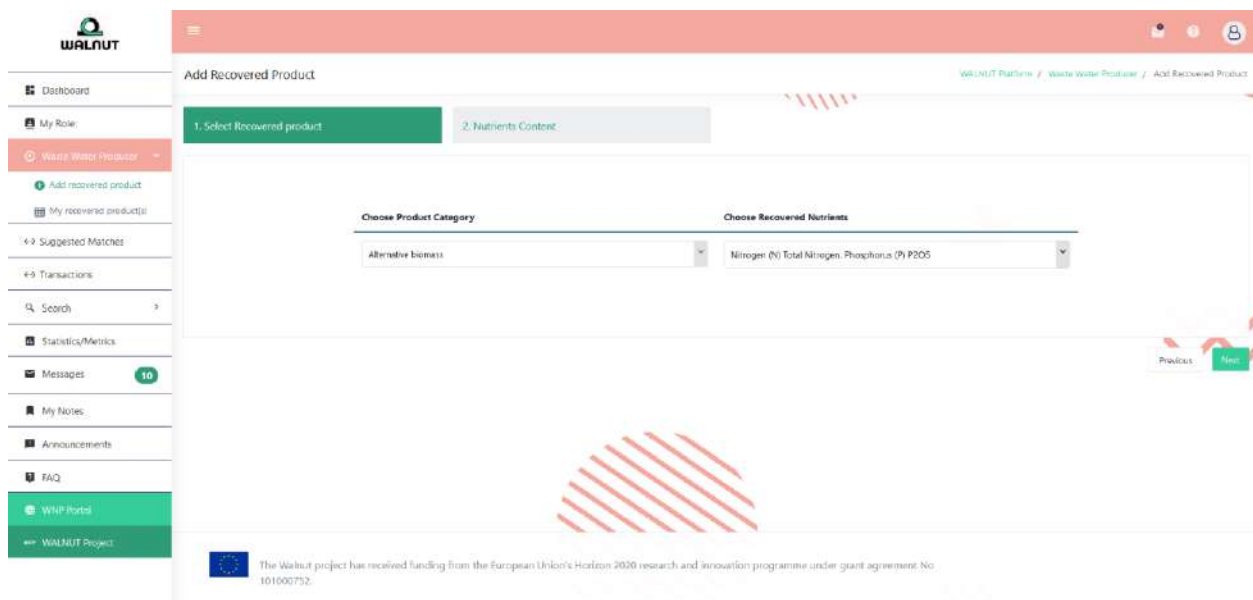 WALNUT
Dashboard
My Role:
Waste Water Producer
Add recovered product
My recovered product(s)
Suggested Matches
Transactions
Search
Statistics/Metrics
Messages
10
My Notes
Announcements
FAQ
WNP Portal
WALNUT Project
Add Recovered Product
WALNUT Platform / Waste Water Producer / Add Recovered Product
1. Select Recovered product
2. Nutrients Content
Choose Product Category
Choose Recovered Nutrients
Alternative biomass
Nitrogen (N) Total Nitrogen, Phosphorus (P) P2O5
Previous
Next
The Walnut project has received funding from the European Union's Horizon 2020 research and innovation programme under grant agreement No
101000752.